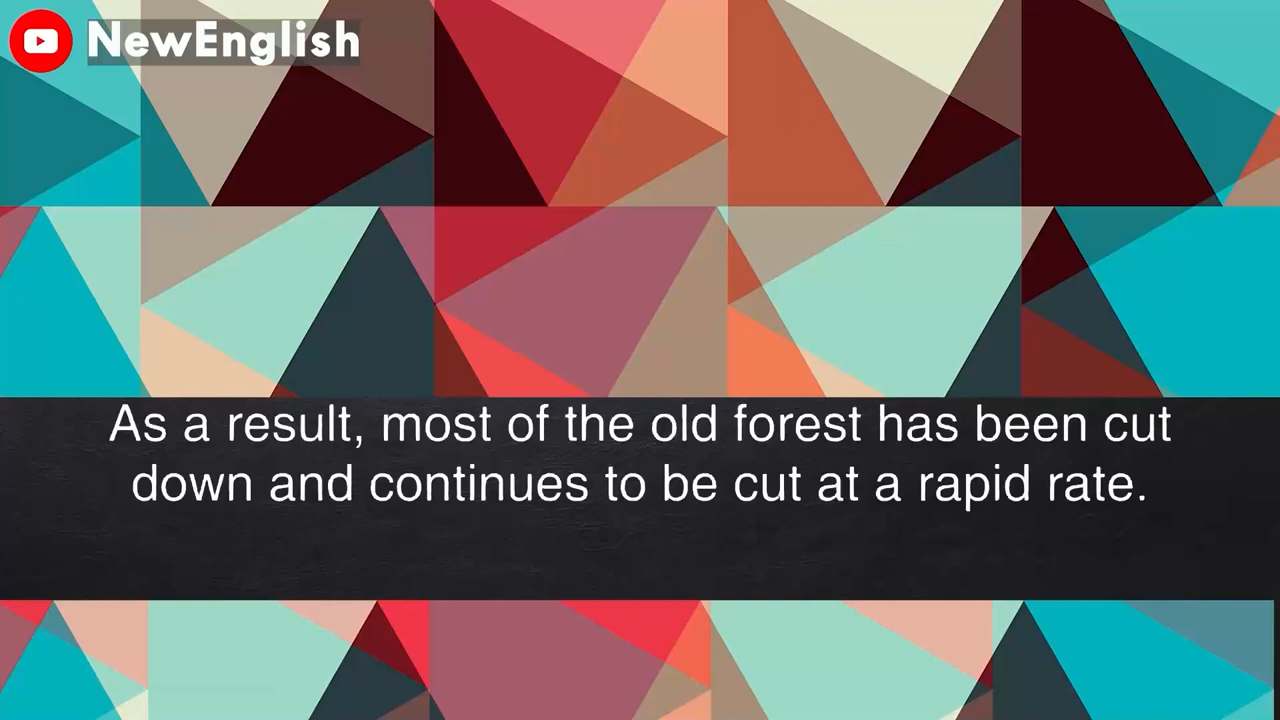 NewEnglish
As a result, most of the old forest has been cut
down and continues to be cut at a rapid rate.